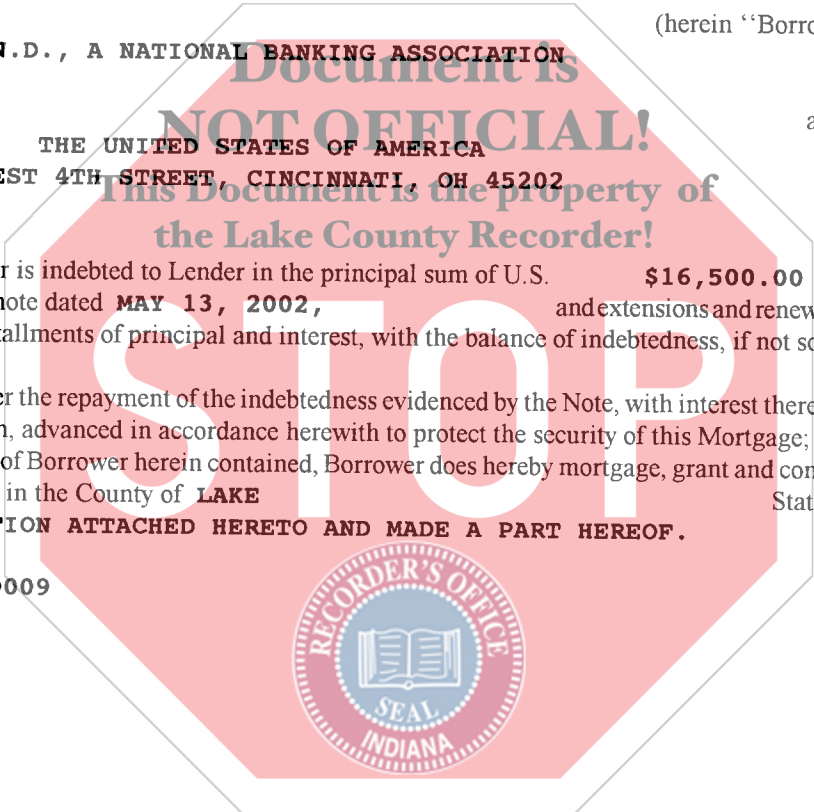 (herein “Borro
N.D., A NATIONAL BANKING ASSOCIATION
Document is
NOT OFFICIAL!
THE UNITED STATES OF AMERICA
EST 4TH STREET, CINCINNATI, OH 45202
This Document is the property of
the Lake County Recorder!
r is indebted to Lender in the principal sum of U.S. $16,500.00
note dated MAY 13, 2002, and extensions and renew
tallments of principal and interest, with the balance of indebtedness, if not so
STOP
er the repayment of the indebtedness evidenced by the Note, with interest there
n, advanced in accordance herewith to protect the security of this Mortgage;
of Borrower herein contained, Borrower does hereby mortgage, grant and con
in the County of LAKE Stat
TION ATTACHED HERETO AND MADE A PART HEREOF.
009
RECORDER'S OFFICE
SEAL
INDIANA